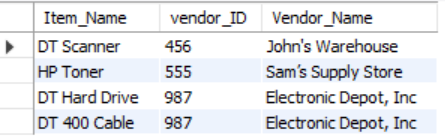 Item_Name vendor_ID Vendor_Name
DT Scanner 456 John's Warehouse
HP Toner 555 Sam’s Supply Store
DT Hard Drive 987 Electronic Depot, Inc
DT 400 Cable 987 Electronic Depot, Inc